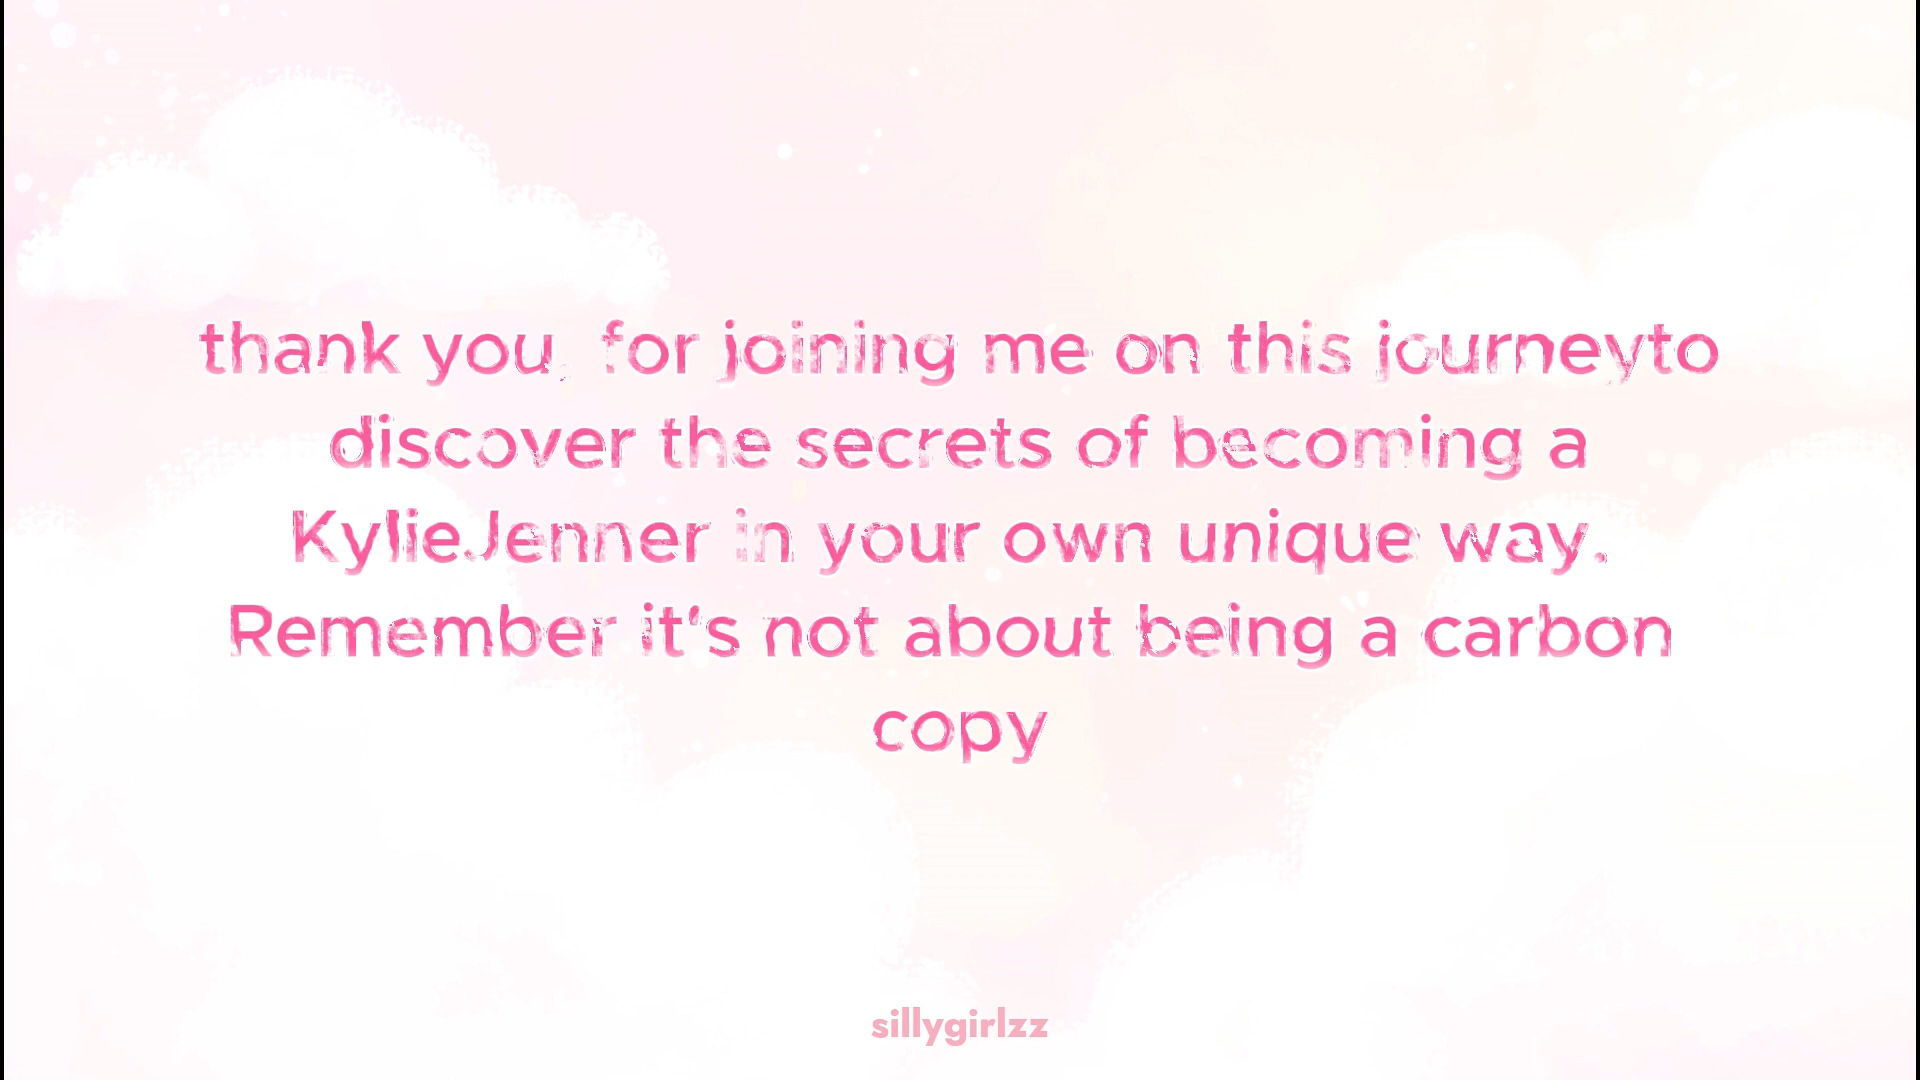 thank you, for joining me on this journeyto
discover the secrets of becoming a
KylieJenner in your own unique way.
Remember it's not about being a carbon
copy
sillygirlzz